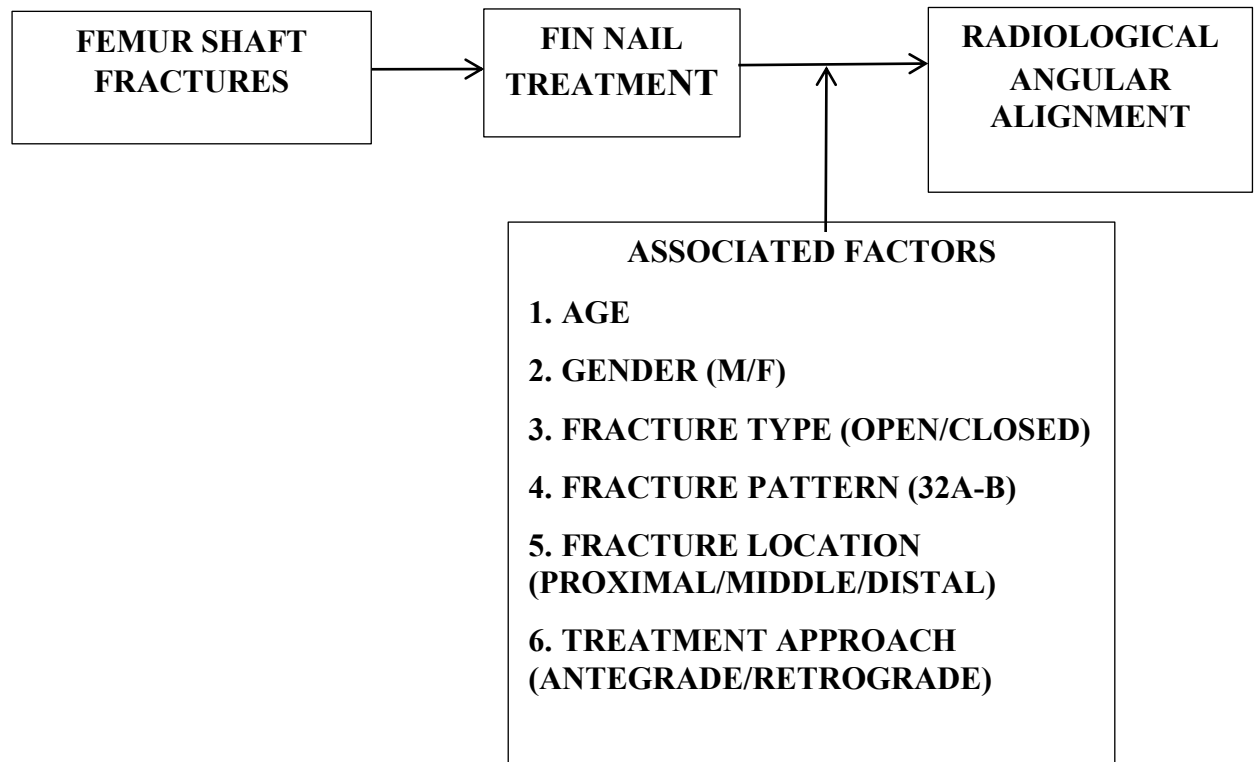 FEMUR SHAFT
FRACTURES
FIN NAIL
TREATMENT
RADIOLOGICAL
ANGULAR
ALIGNMENT
ASSOCIATED FACTORS
1. AGE
2. GENDER (M/F)
3. FRACTURE TYPE (OPEN/CLOSED)
4. FRACTURE PATTERN (32A-B)
5. FRACTURE LOCATION
(PROXIMAL/MIDDLE/DISTAL)
6. TREATMENT APPROACH
(ANTEGRADE/RETROGRADE)